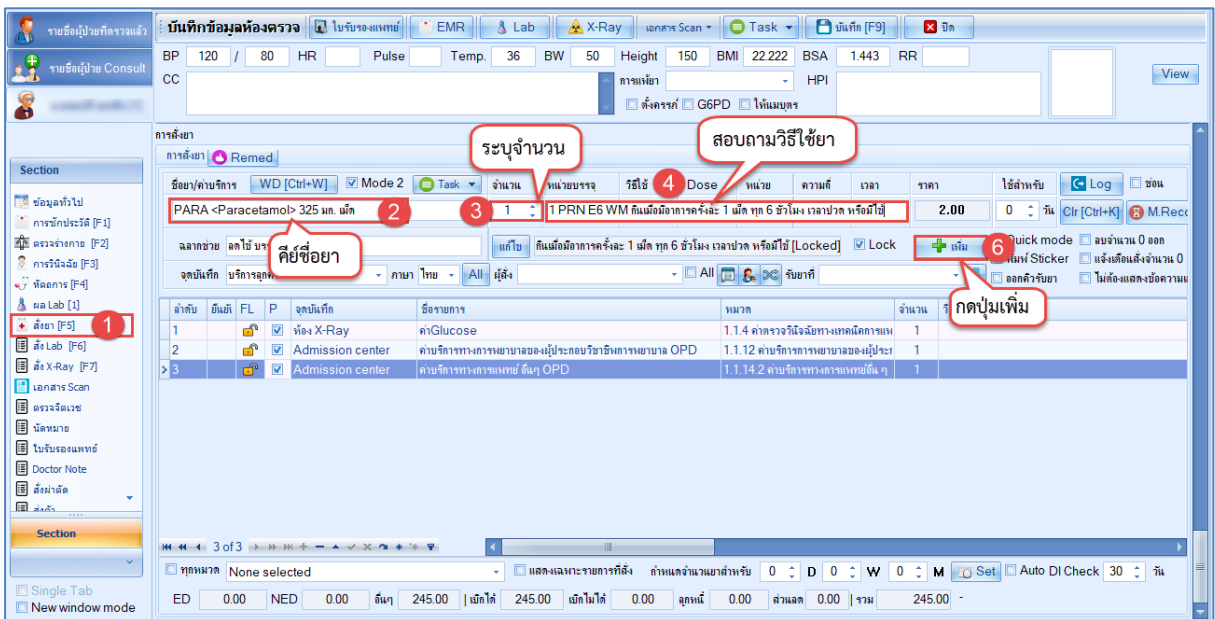 รายชื่อผู้ป่วยที่ตรวจแล้ว
รายชื่อผู้ป่วย Consult
Section
ข้อมูลทั่วไป
การซักประวัติ [F1]
ตรวจร่างกาย [F2]
การวินิจฉัย [F3]
หัตถการ [F4]
ผล Lab [1]
สั่งยา [F5] 1
สั่ง Lab [F6]
สั่ง X-Ray [F7]
เอกสาร Scan
ตรวจจิตเวช
นัดหมาย
ใบรับรองแพทย์
Doctor Note
สั่งผ่าตัด
ส่งตัว
Section
Single Tab
New window mode
บันทึกข้อมูลห้องตรวจ ใบรับรองแพทย์ EMR Lab X-Ray เอกสาร Scan Task บันทึก [F9] ปิด
BP 120 / 80 HR Pulse Temp. 36 BW 50 Height 150 BMI 22.222 BSA 1.443 RR
CC การแพ้ยา HPI View
ตั้งครรภ์ G6PD ให้นมบุตร
การสั่งยา
การสั่งยา Remed
ระบุจำนวน
สอบถามวิธีใช้ยา
ชื่อยา/ค่าบริการ WD [Ctrl+W] Mode 2 Task จำนวน หน่วยบรรจุ วิธีใช้ 4 Dose หน่วย ความถี่ เวลา ราคา ใช้สำหรับ Log ซ่อน
PARA <Paracetamol> 325 มก. เม็ด 2 3 1 1 PRN E6 WM กินเมื่อมีอาการครั้งละ 1 เม็ด ทุก 6 ชั่วโมง เวลาปวด หรือมีไข้ 2.00 0 วัน Clr [Ctrl+K] M.Reco
คีย์ชื่อยา
ฉลากช่วย ลดไข้ แก้ไข กินเมื่อมีอาการครั้งละ 1 เม็ด ทุก 6 ชั่วโมง เวลาปวด หรือมีไข้ [Locked] Lock เพิ่ม 6 Quick mode ลบจำนวน 0 ออก
Sticker แจ้งเตือนสั่งจำนวน 0
จุดบันทึก ภาษา ไทย All ผู้สั่ง All รับยาที่ ออกคิวรับยา ไม่ต้องแสดงข้อความ
กดปุ่มเพิ่ม
ลำดับ ยืนยัน FL P จุดบันทึก ชื่อรายการ หมวด จำนวน
1 ห้อง X-Ray ค่าGlucose 1.1.4 ค่าตรวจวินิจฉัยทางเทคนิคการแพ 1
2 Admission center ค่าบริการทางการพยาบาลของผู้ประกอบวิชาชีพการพยาบาล OPD 1.1.12 ค่าบริการการพยาบาลของผู้ประ 1
3 Admission center ค่าบริการทางการแพทย์ อื่นๆ OPD 1.1.14.2 ค่าบริการทางการแพทย์อื่น ๆ 1
3 of 3
ทุกหมวด None selected แสดงเฉพาะรายการที่สั่ง กำหนดจำนวนยาสำหรับ 0 D 0 W 0 M Set Auto DI Check 30 วัน
ED 0.00 NED 0.00 อื่นๆ 245.00 เบิกได้ 245.00 เบิกไม่ได้ 0.00 ลูกหนี้ 0.00 ส่วนลด 0.00 รวม 245.00 -